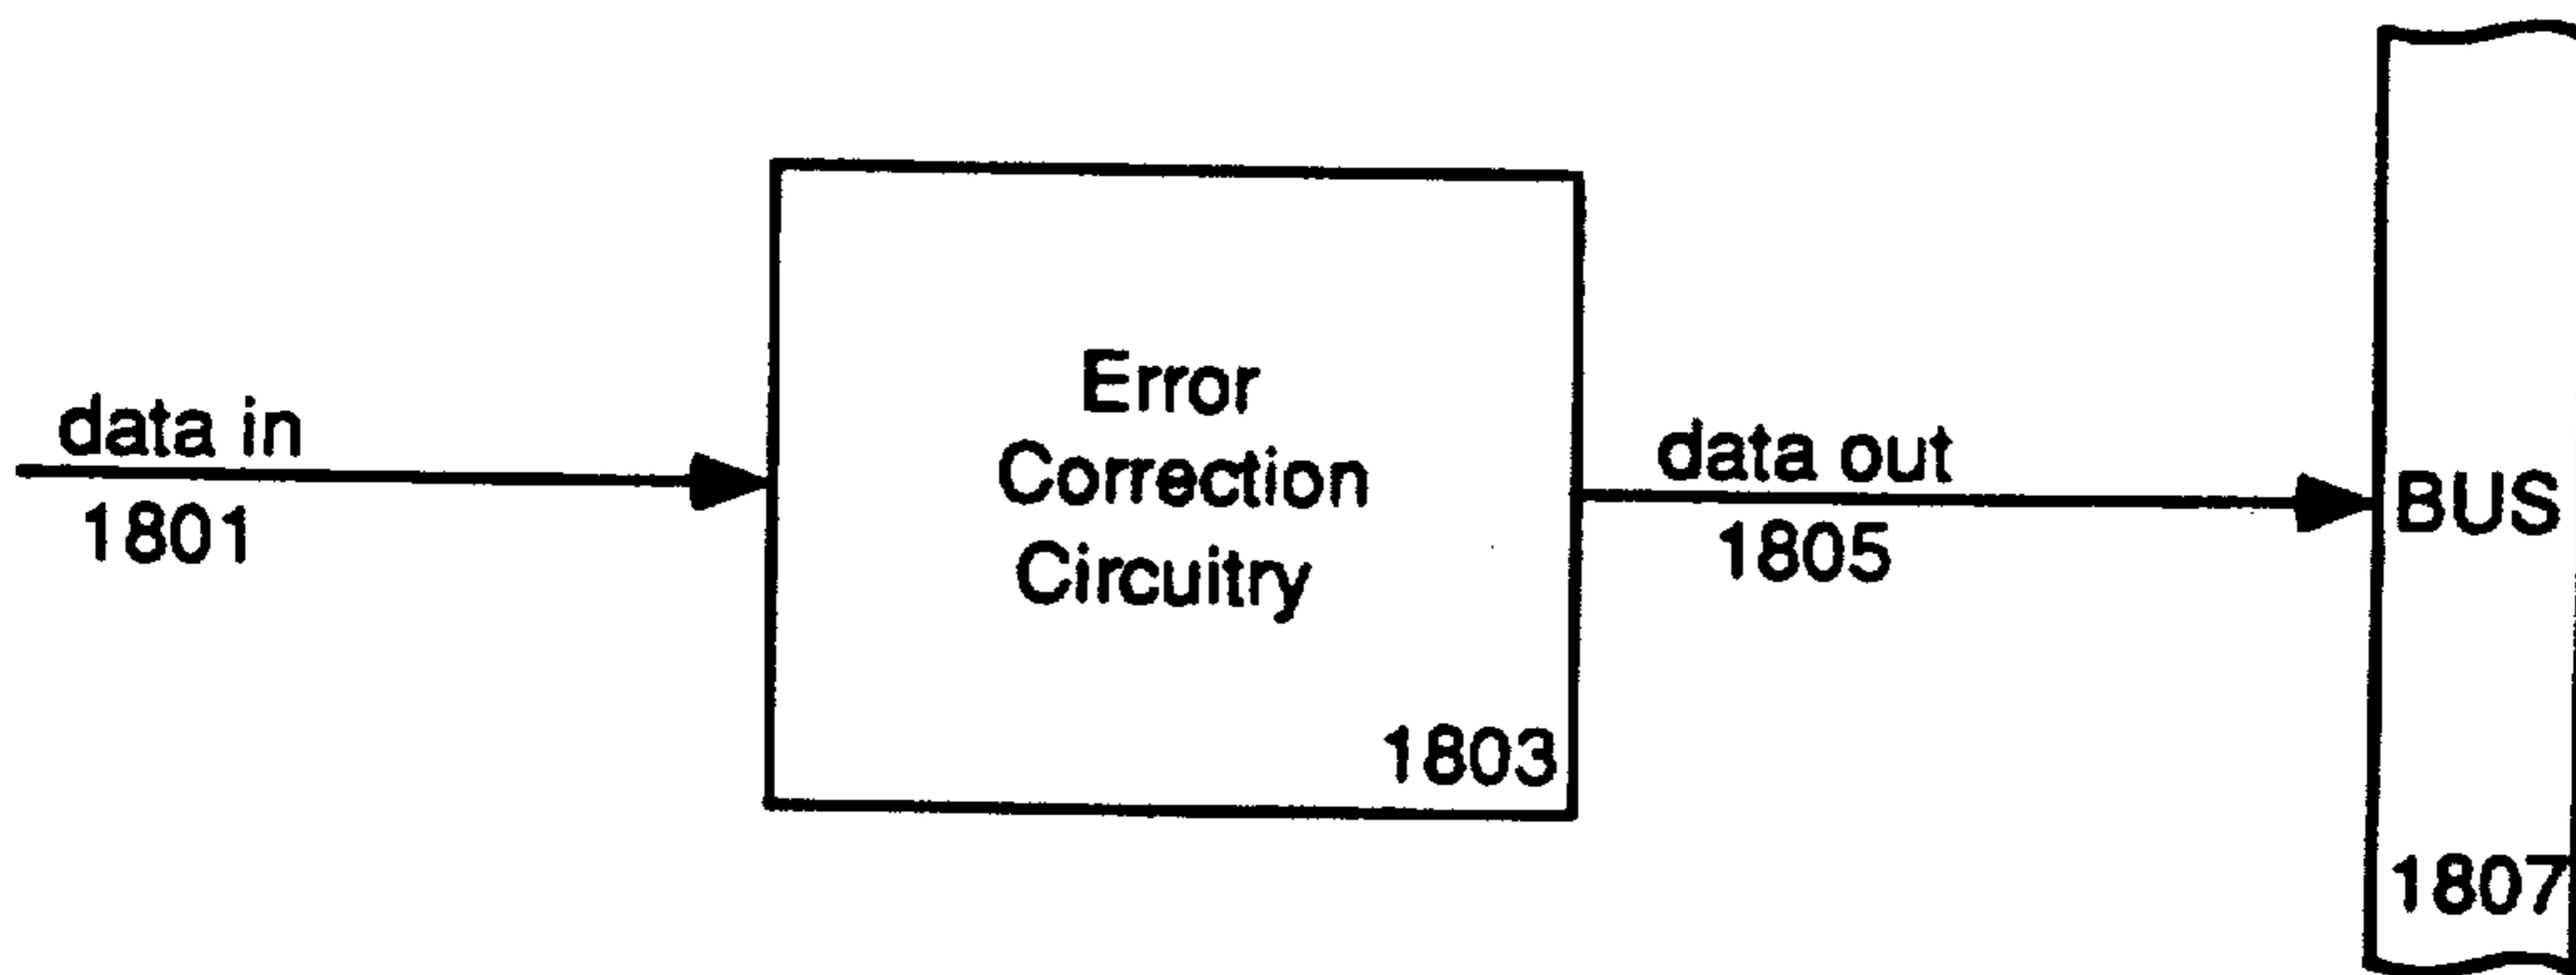 data in
1801
Error
Correction
Circuitry
1803
data out
1805
BUS
1807